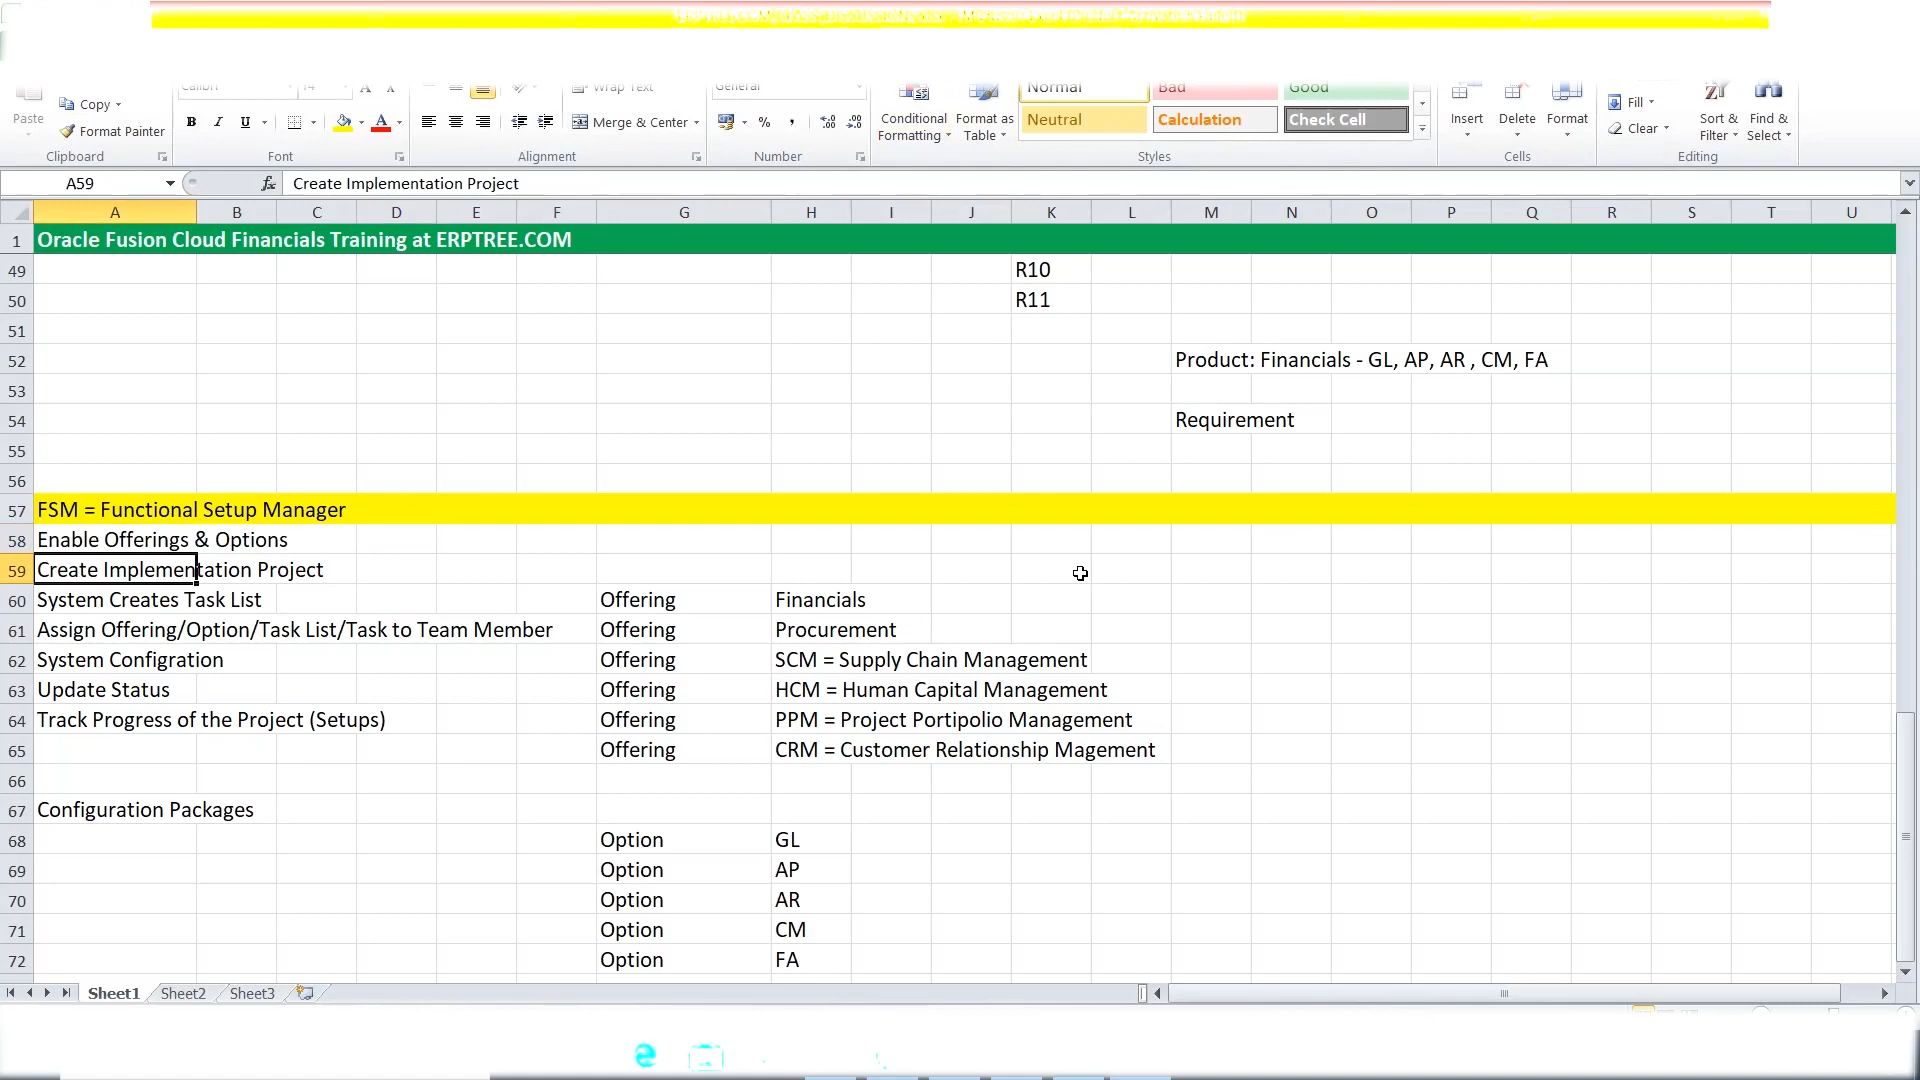 Copy
Wrap Text
General
Normal
Bad
Good
Fill
Paste
Format Painter
B I U
Merge & Center
%
,
Conditional Formatting
Format as Table
Neutral
Calculation
Check Cell
Insert
Delete
Format
Clear
Sort & Filter
Find & Select
Clipboard
Font
Alignment
Number
Styles
Cells
Editing
A59
fx
Create Implementation Project
A B C D E F G H I J K L M N O P Q R S T U
1 Oracle Fusion Cloud Financials Training at ERPTREE.COM
49 R10
50 R11
51
52 Product: Financials - GL, AP, AR , CM, FA
53
54 Requirement
55
56
57 FSM = Functional Setup Manager
58 Enable Offerings & Options
59 Create Implementation Project
60 System Creates Task List Offering Financials
61 Assign Offering/Option/Task List/Task to Team Member Offering Procurement
62 System Configration Offering SCM = Supply Chain Management
63 Update Status Offering HCM = Human Capital Management
64 Track Progress of the Project (Setups) Offering PPM = Project Portipolio Management
65 Offering CRM = Customer Relationship Magement
66
67 Configuration Packages
68 Option GL
69 Option AP
70 Option AR
71 Option CM
72 Option FA
Sheet1 Sheet2 Sheet3